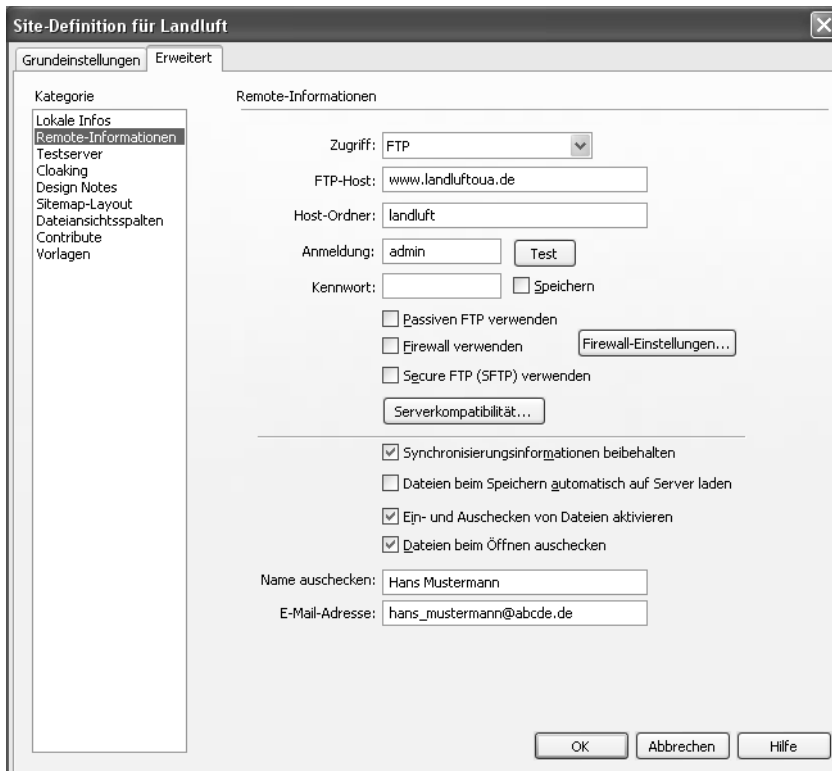 Site-Definition für Landluft
Grundeinstellungen Erweitert
Kategorie
Lokale Infos
Remote-Informationen
Testserver
Cloaking
Design Notes
Sitemap-Layout
Dateiansichtsspalten
Contribute
Vorlagen
Remote-Informationen
Zugriff: FTP
FTP-Host: www.landluftoua.de
Host-Ordner: landluft
Anmeldung: admin Test
Kennwort: Speichern
Passiven FTP verwenden
Firewall verwenden Firewall-Einstellungen...
Secure FTP (SFTP) verwenden
Serverkompatibilität...
Synchronisierungsinformationen beibehalten
Dateien beim Speichern automatisch auf Server laden
Ein- und Auschecken von Dateien aktivieren
Dateien beim Öffnen auschecken
Name auschecken: Hans Mustermann
E-Mail-Adresse: hans_mustermann@abcde.de
OK Abbrechen Hilfe